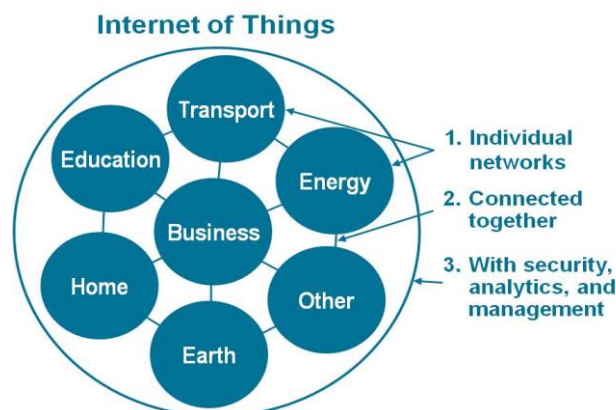 Internet of Things
Transport
Education
Energy
Business
Home
Other
Earth
1. Individual
networks
2. Connected
together
3. With security,
analytics, and
management